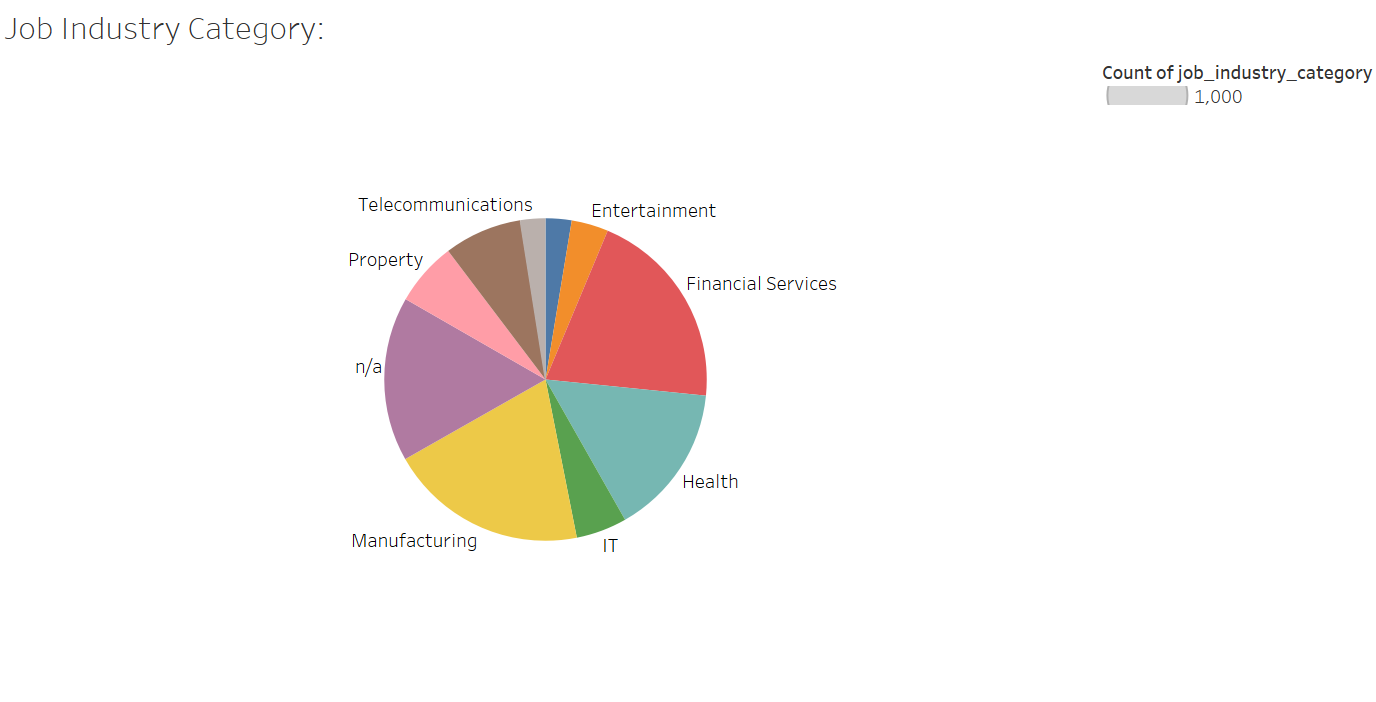 Job Industry Category:
Count of job_industry_category
1,000
Telecommunications
Entertainment
Property
Financial Services
n/a
Health
Manufacturing
IT